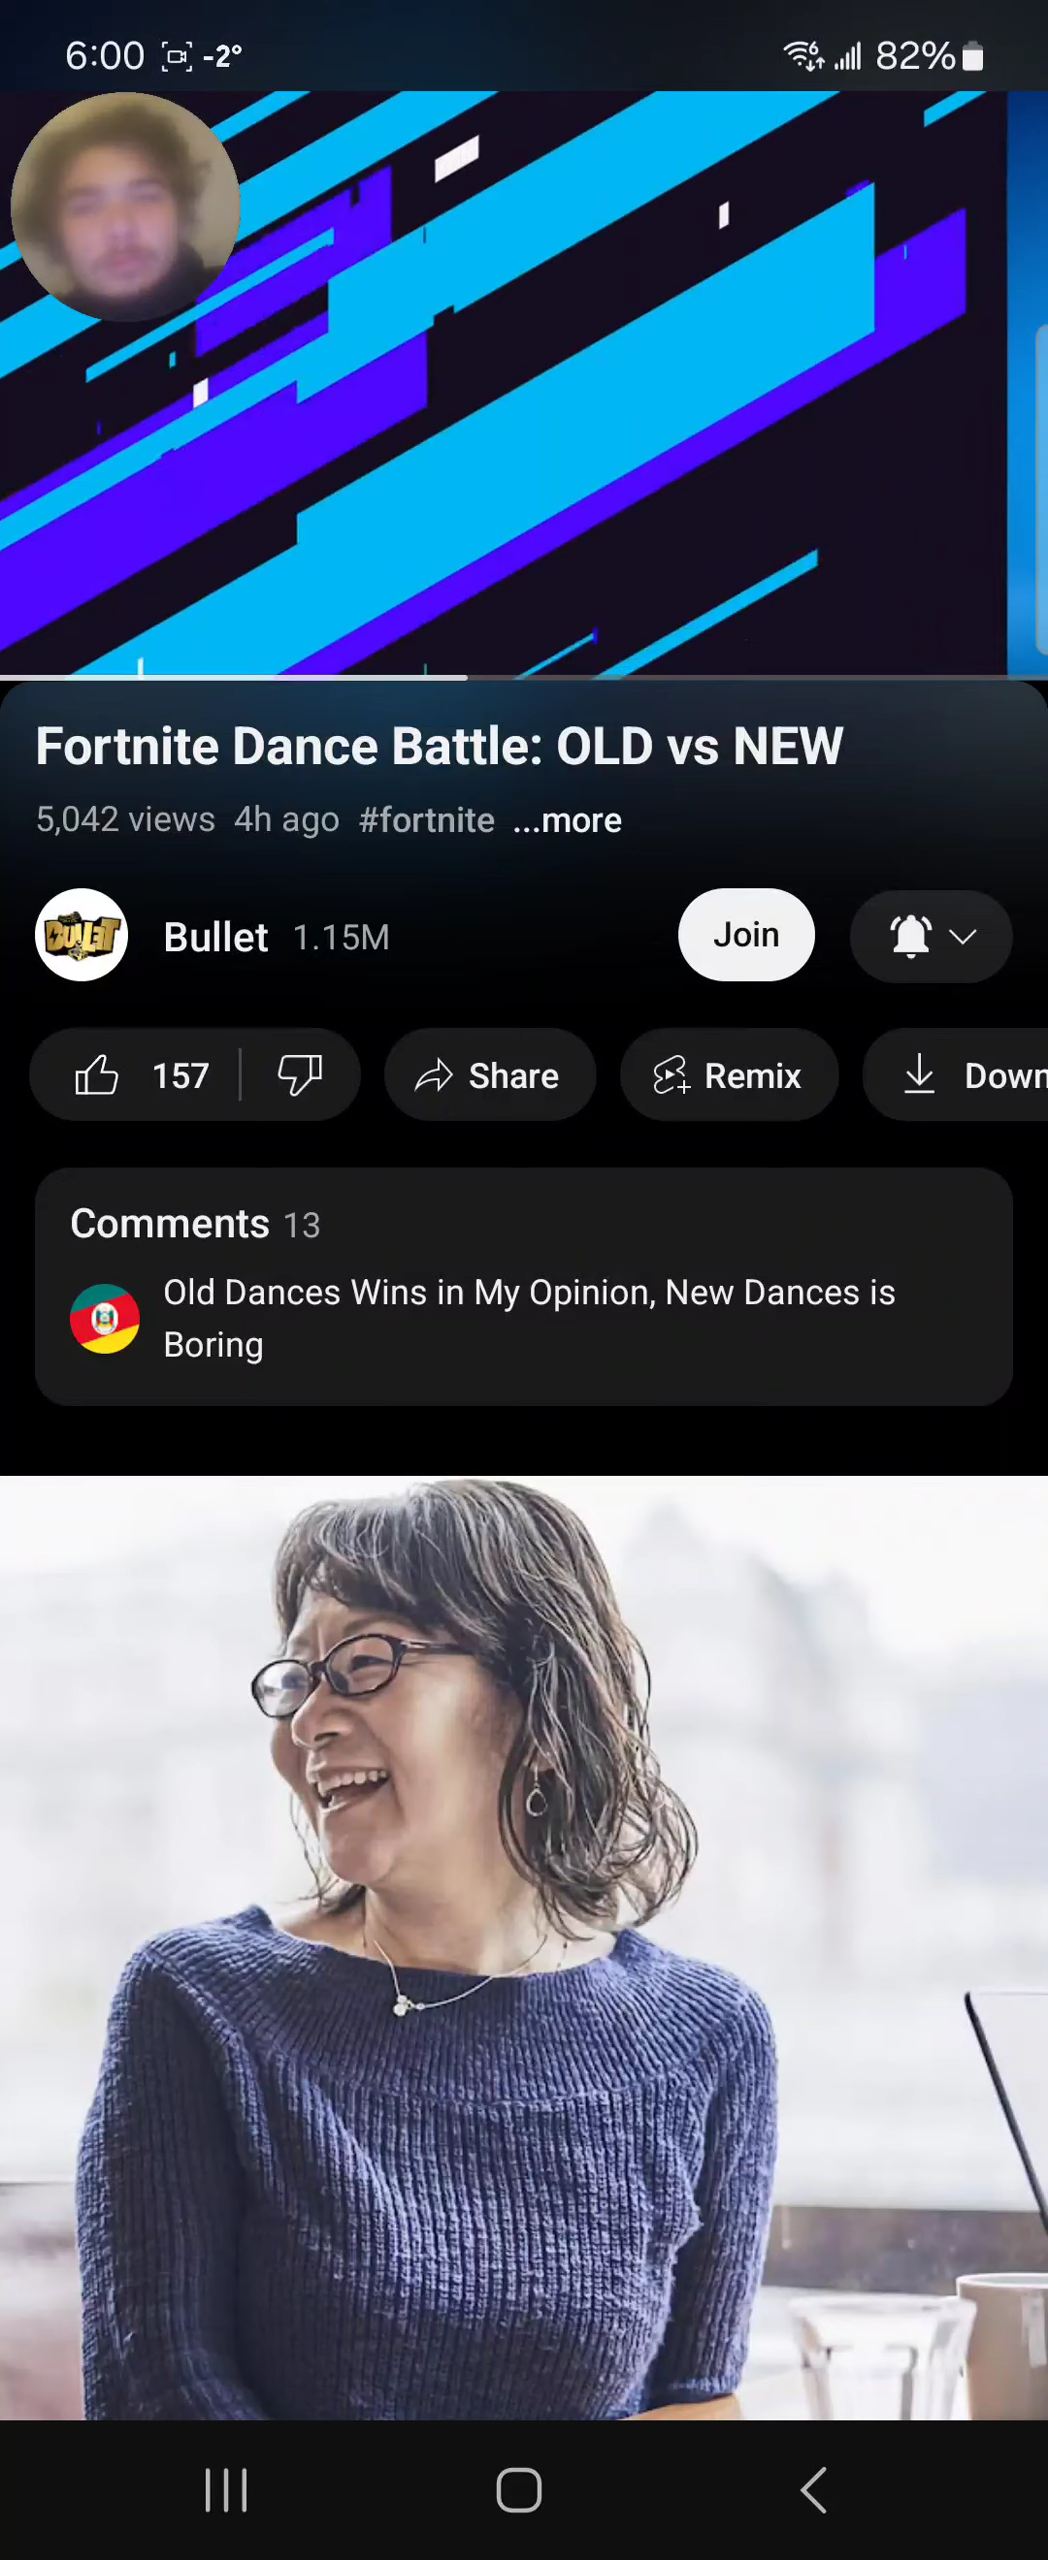 6:00 -2° 82%
Fortnite Dance Battle: OLD vs NEW
5,042 views 4h ago #fortnite ...more
BULLET
Bullet 1.15M Join
157 Share Remix Down
Comments 13
Old Dances Wins in My Opinion, New Dances is
Boring